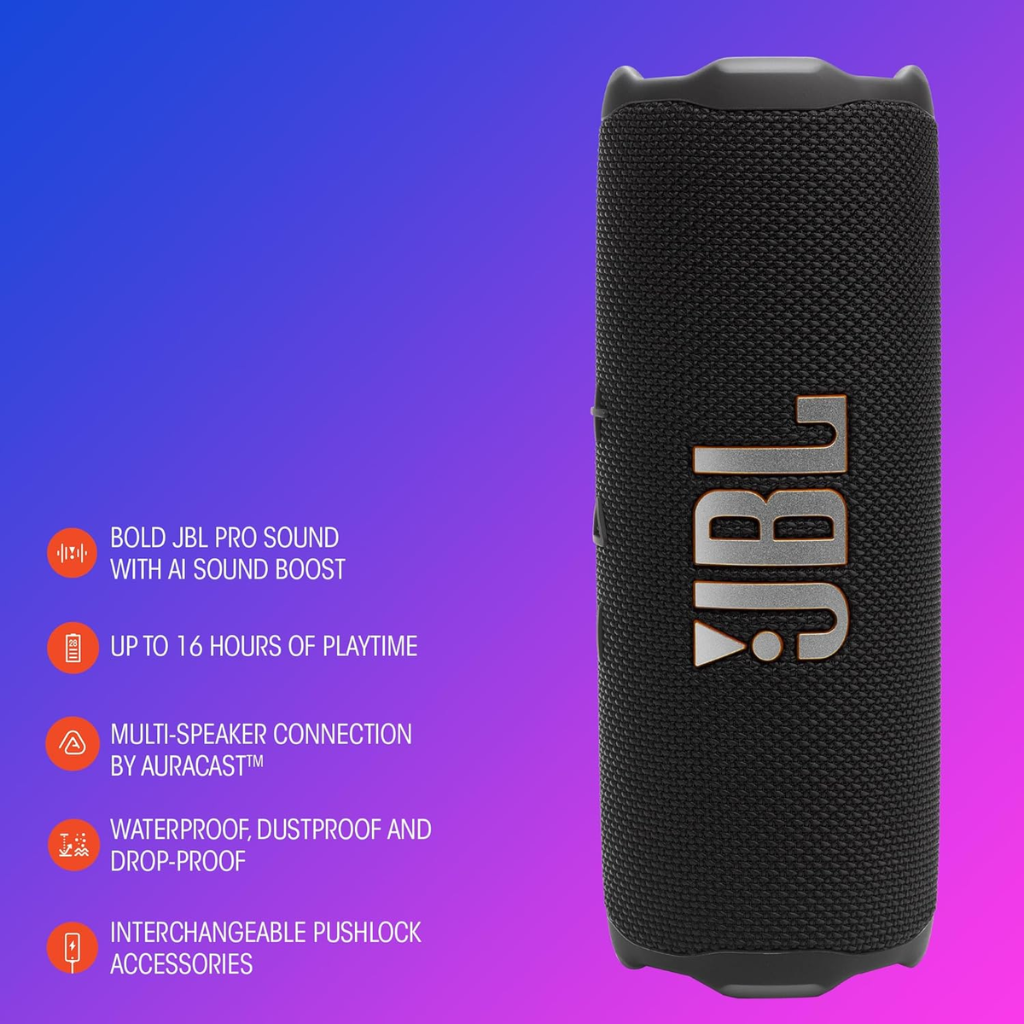 BOLD JBL PRO SOUND
WITH AI SOUND BOOST
28
UP TO 16 HOURS OF PLAYTIME
MULTI-SPEAKER CONNECTION
BY AURACAST™
WATERPROOF, DUSTPROOF AND
DROP-PROOF
INTERCHANGEABLE PUSHLOCK
ACCESSORIES
JBL